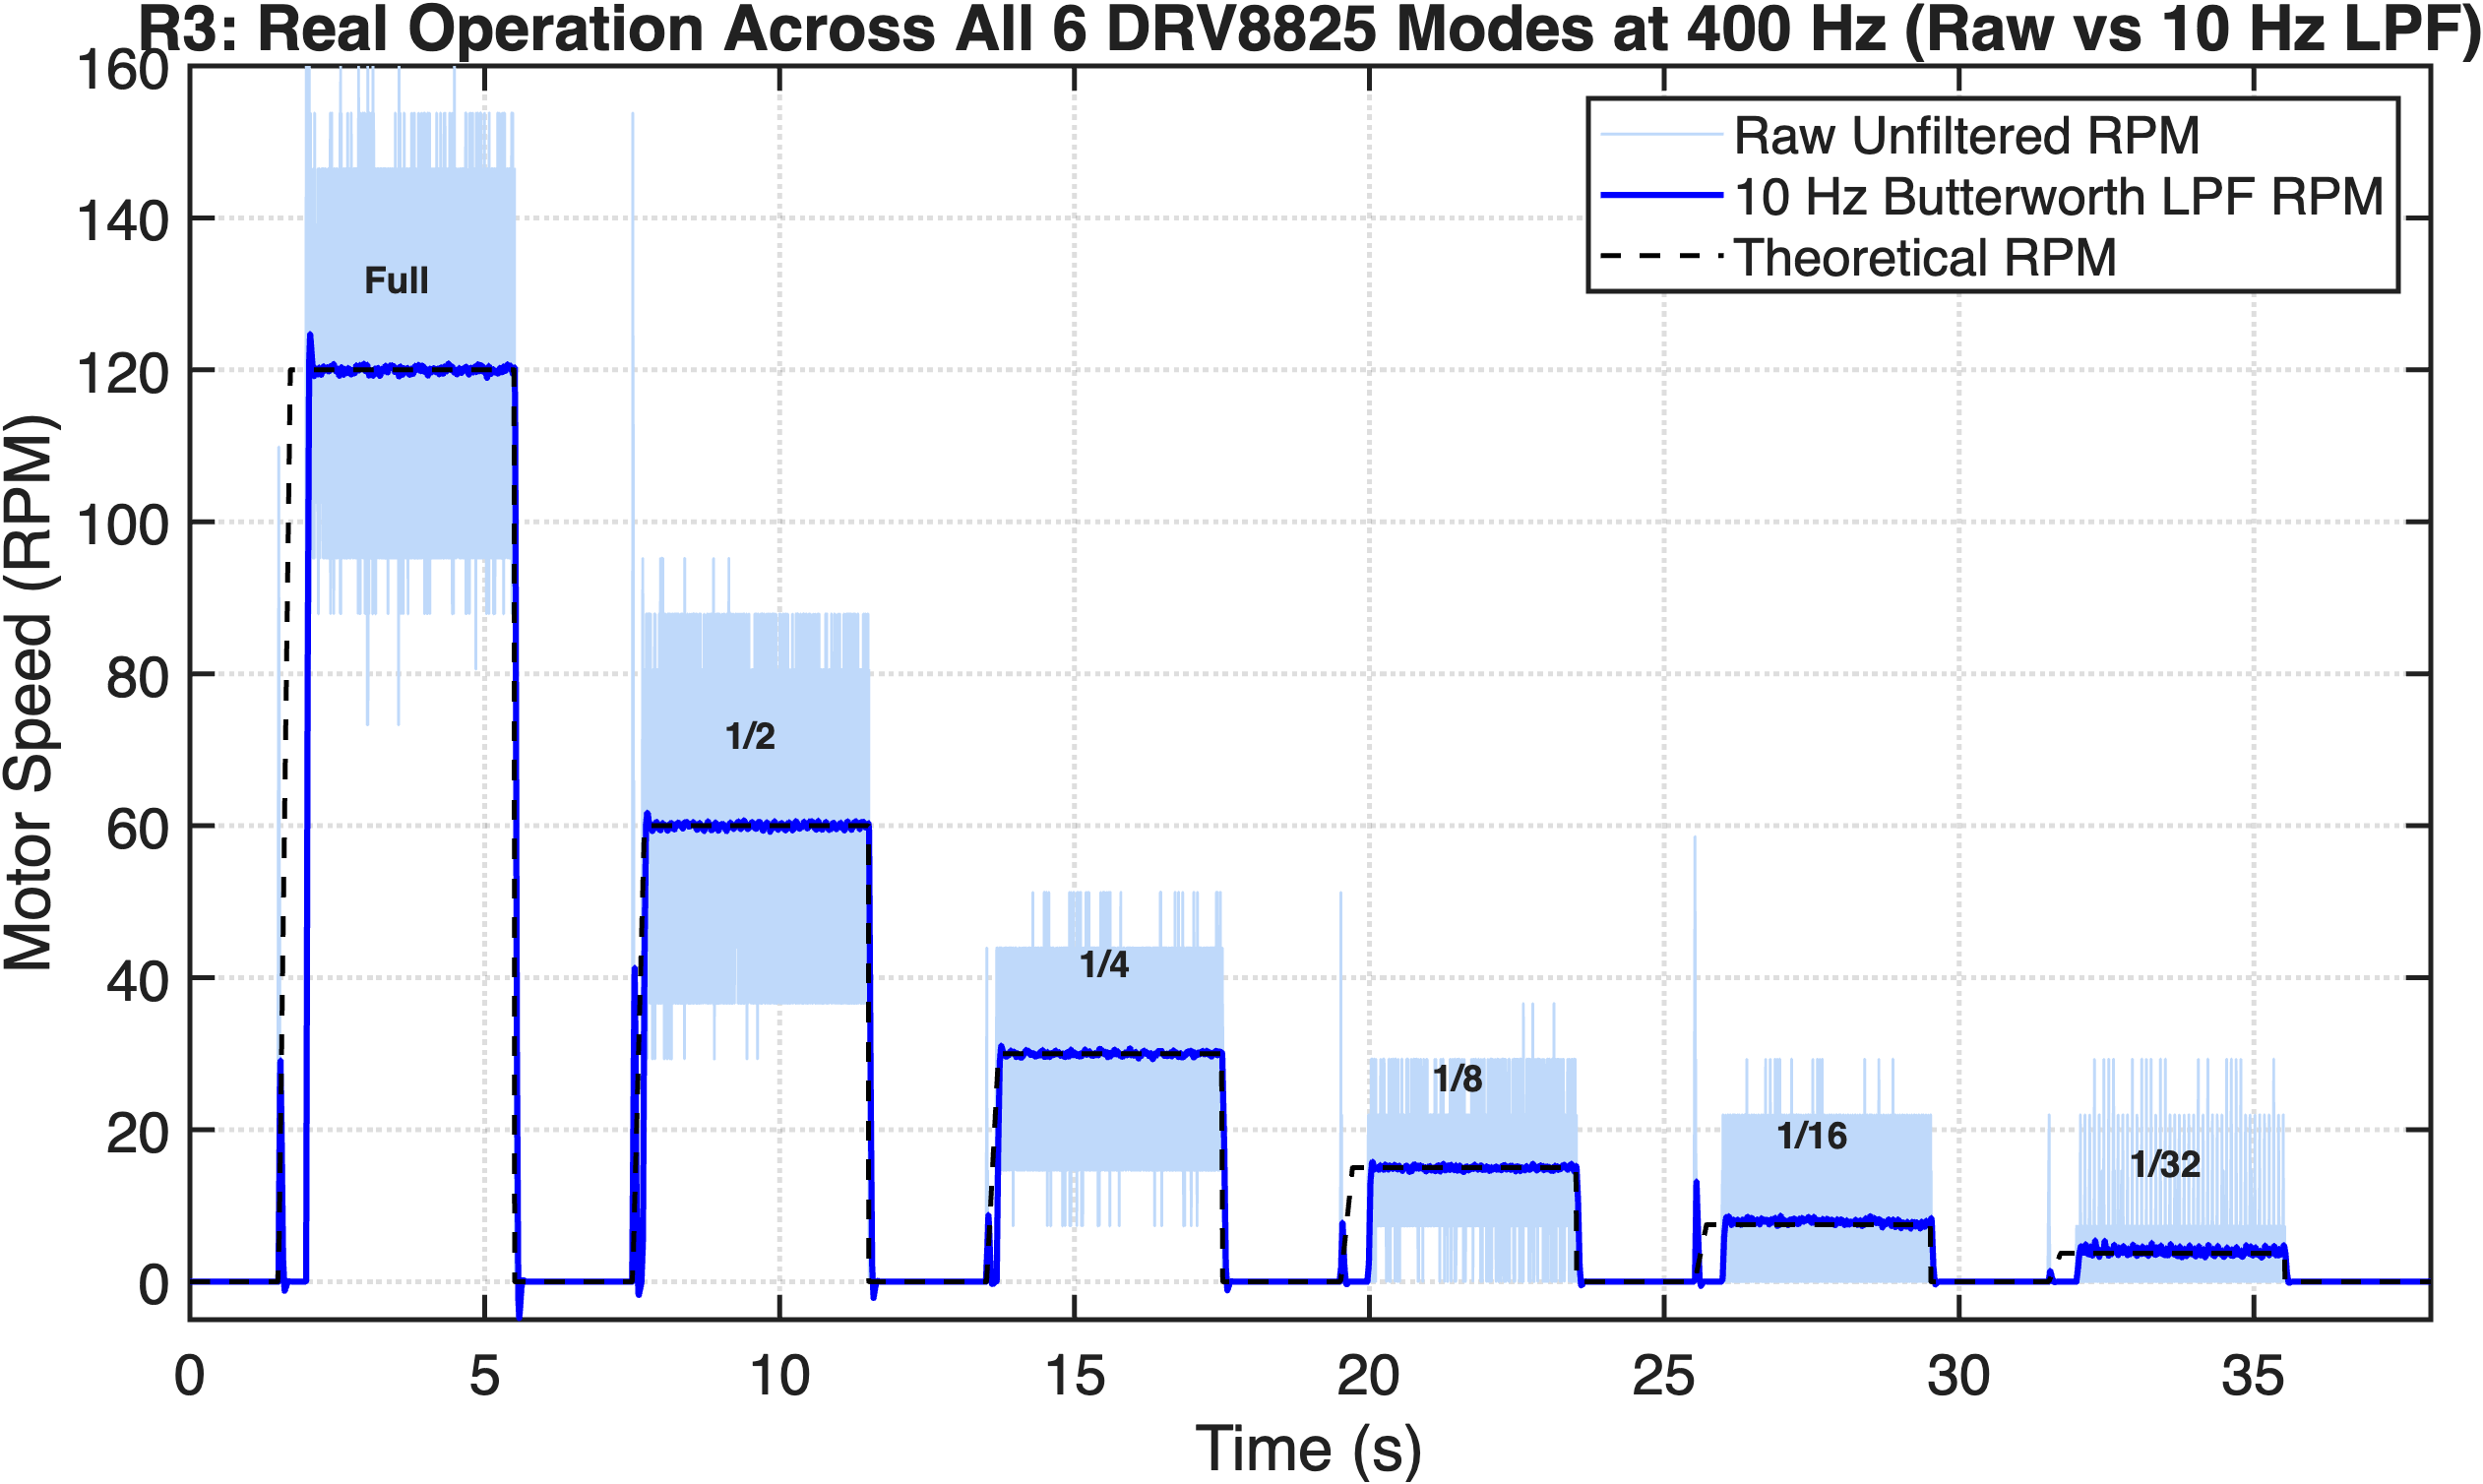 R3: Real Operation Across All 6 DRV8825 Modes at 400 Hz (Raw vs 10 Hz LPF)
Motor Speed (RPM)
160
140
120
100
80
60
40
20
0
Raw Unfiltered RPM
10 Hz Butterworth LPF RPM
Theoretical RPM
Full
1/2
1/4
1/8
1/16
1/32
0 5 10 15 20 25 30 35
Time (s)